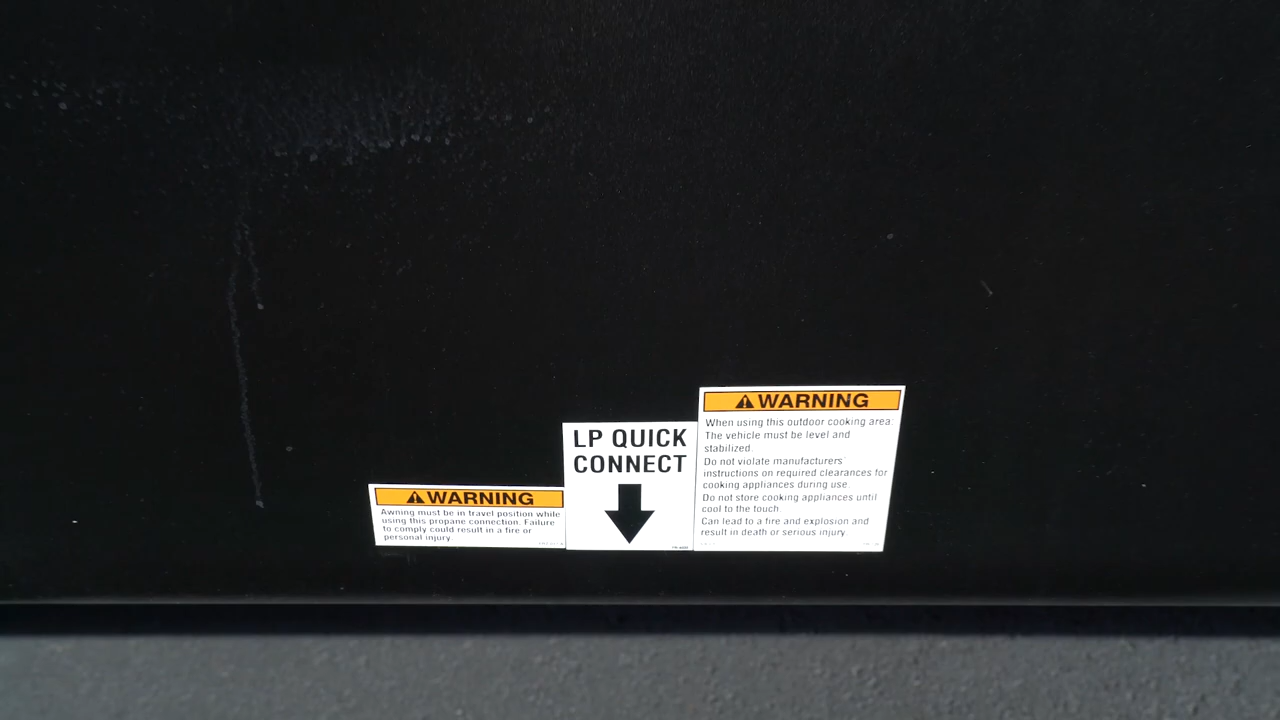 WARNING
Awning must be in travel position while
using this propane connection. Failure
to comply could result in a fire or
personal injury.
LP QUICK
CONNECT
WARNING
When using this outdoor cooking area:
The vehicle must be level and
stabilized.
Do not violate manufacturers'
instructions on required clearances for
cooking appliances during use.
Do not store cooking appliances until
cool to the touch.
Can lead to a fire and explosion and
result in death or serious injury.